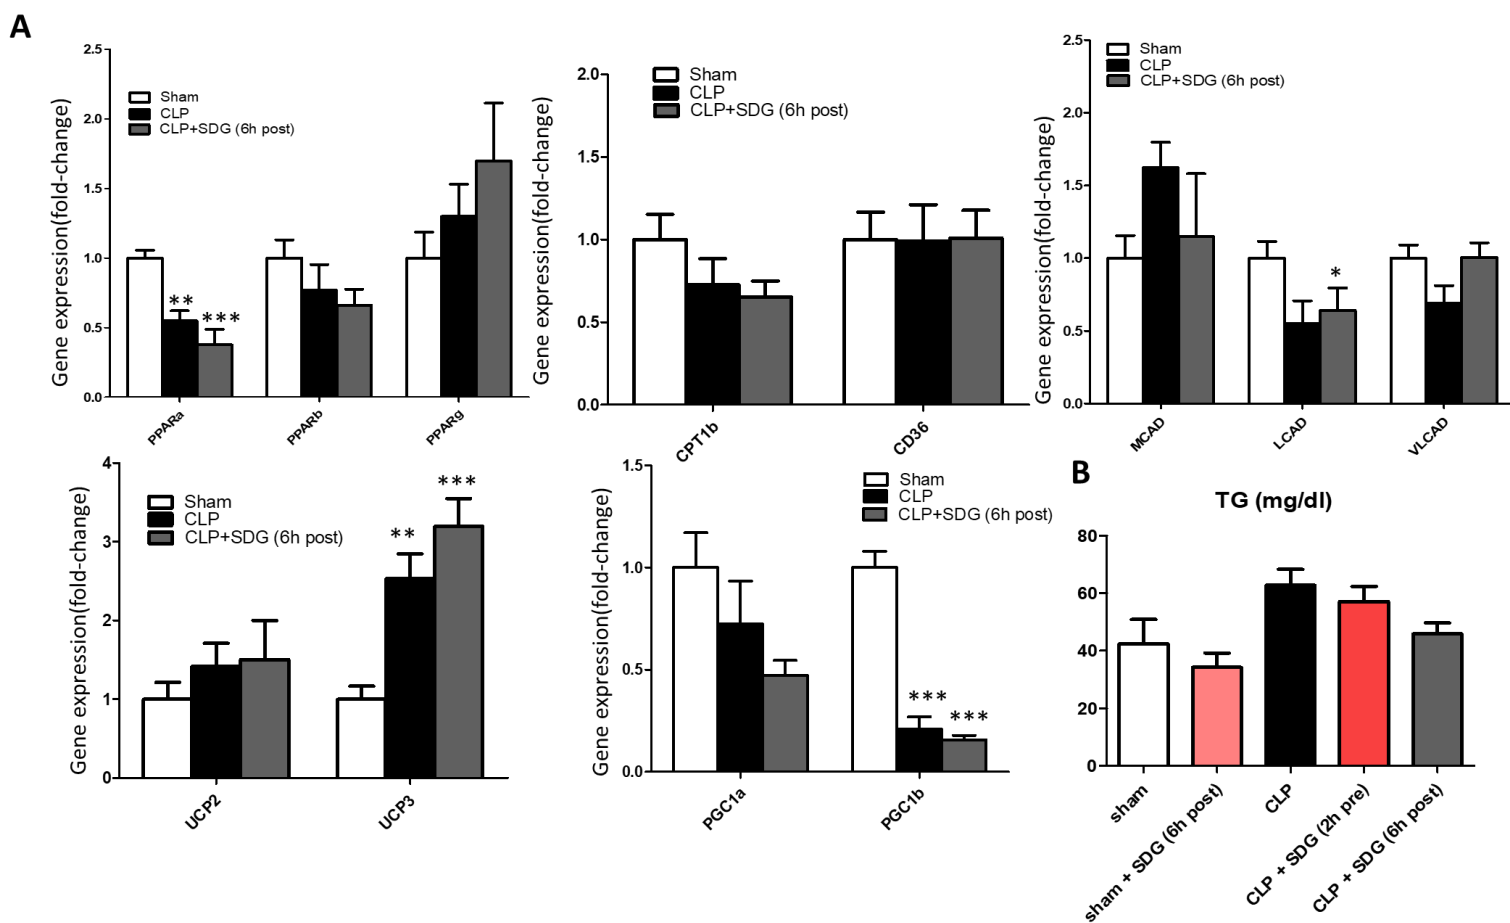 A
Gene expression(fold-change)
2.5
2.0
1.5
1.0
0.5
0.0
Sham
CLP
CLP+SDG (6h post)
**
***
PPARa
PPARb
PPARg
Gene expression(fold-change)
2.0
1.5
1.0
0.5
0.0
Sham
CLP
CLP+SDG (6h post)
CPT1b
CD36
Gene expression(fold-change)
2.5
2.0
1.5
1.0
0.5
0.0
Sham
CLP
CLP+SDG (6h post)
*
MCAD
LCAD
VLCAD
Gene expression(fold-change)
4
3
2
1
0
Sham
CLP
CLP+SDG (6h post)
**
***
UCP2
UCP3
Gene expression(fold-change)
1.5
1.0
0.5
0.0
Sham
CLP
CLP+SDG (6h post)
***
***
PGC1a
PGC1b
B
TG (mg/dl)
80
60
40
20
0
sham
sham + SDG (6h post)
CLP
CLP + SDG (2h pre)
CLP + SDG (6h post)